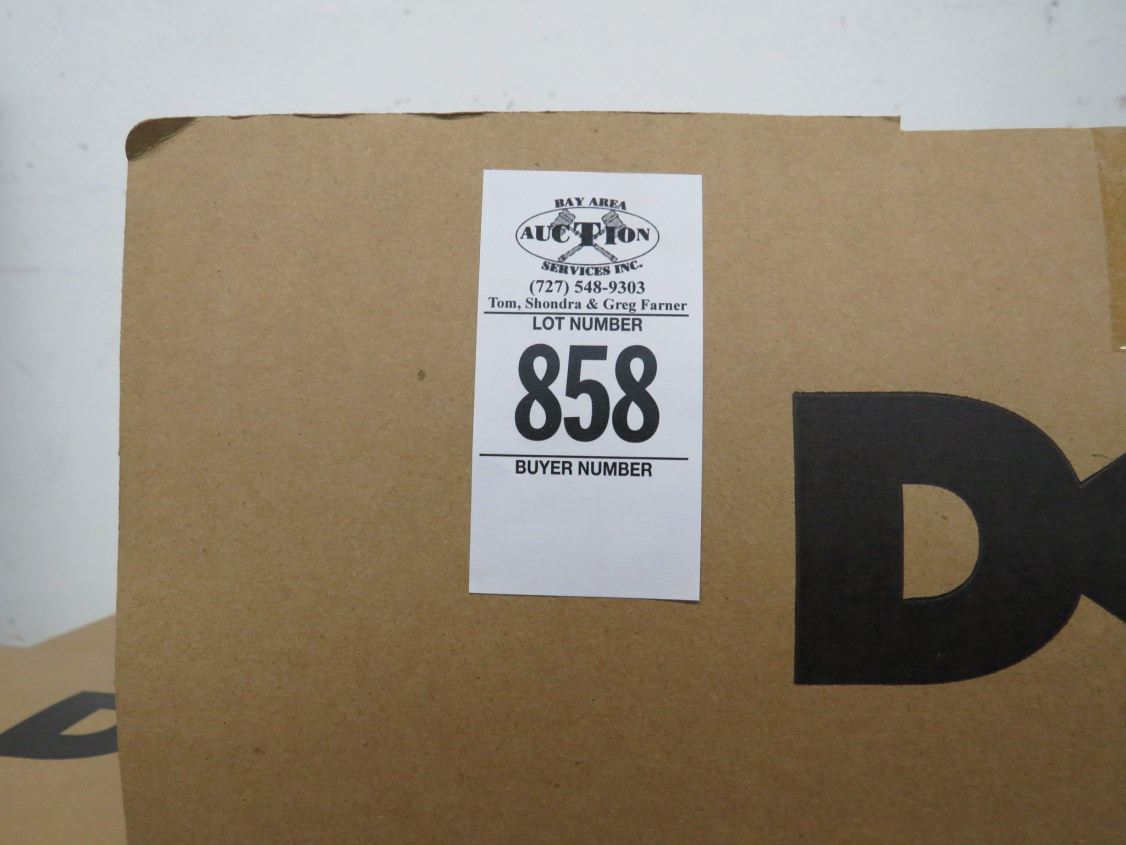 BAY AREA
AUCTION
SERVICES INC.
(727) 548-9303
Tom, Shondra & Greg Farner
LOT NUMBER
858
BUYER NUMBER
D
D